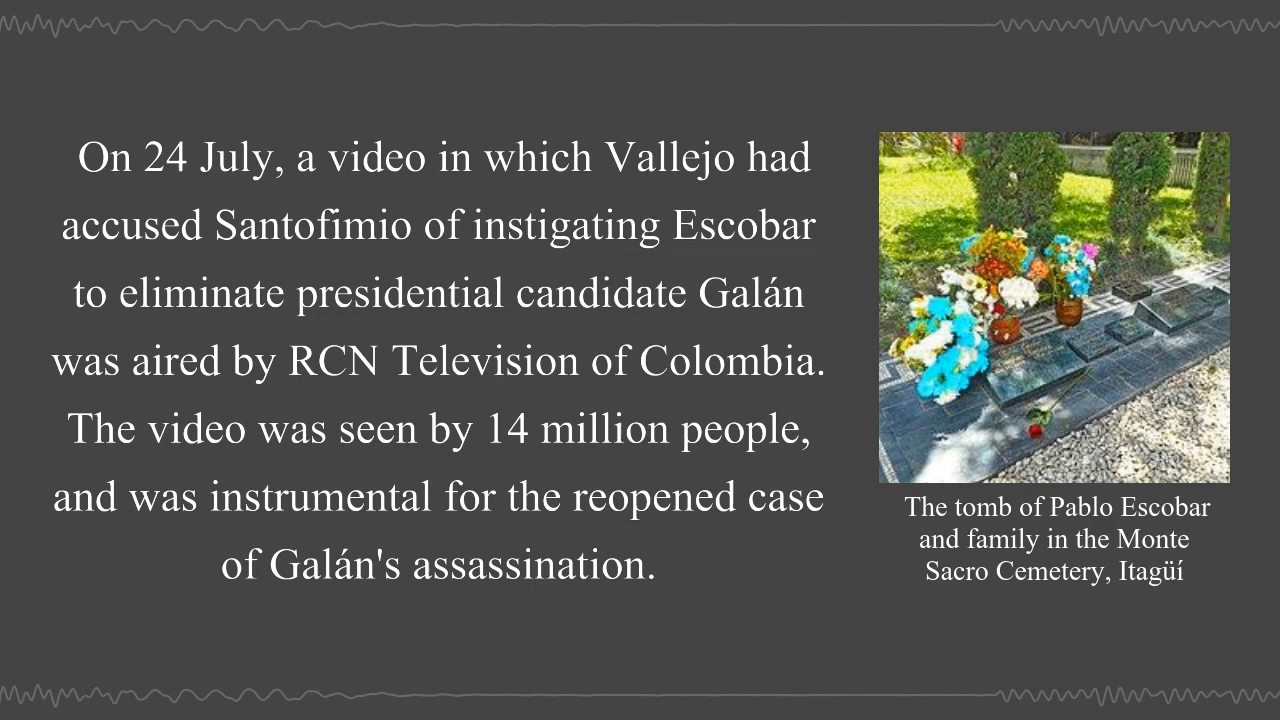 On 24 July, a video in which Vallejo had
accused Santofimio of instigating Escobar
to eliminate presidential candidate Galán
was aired by RCN Television of Colombia.
The video was seen by 14 million people,
and was instrumental for the reopened case
of Galán's assassination.
The tomb of Pablo Escobar
and family in the Monte
Sacro Cemetery, Itagüí